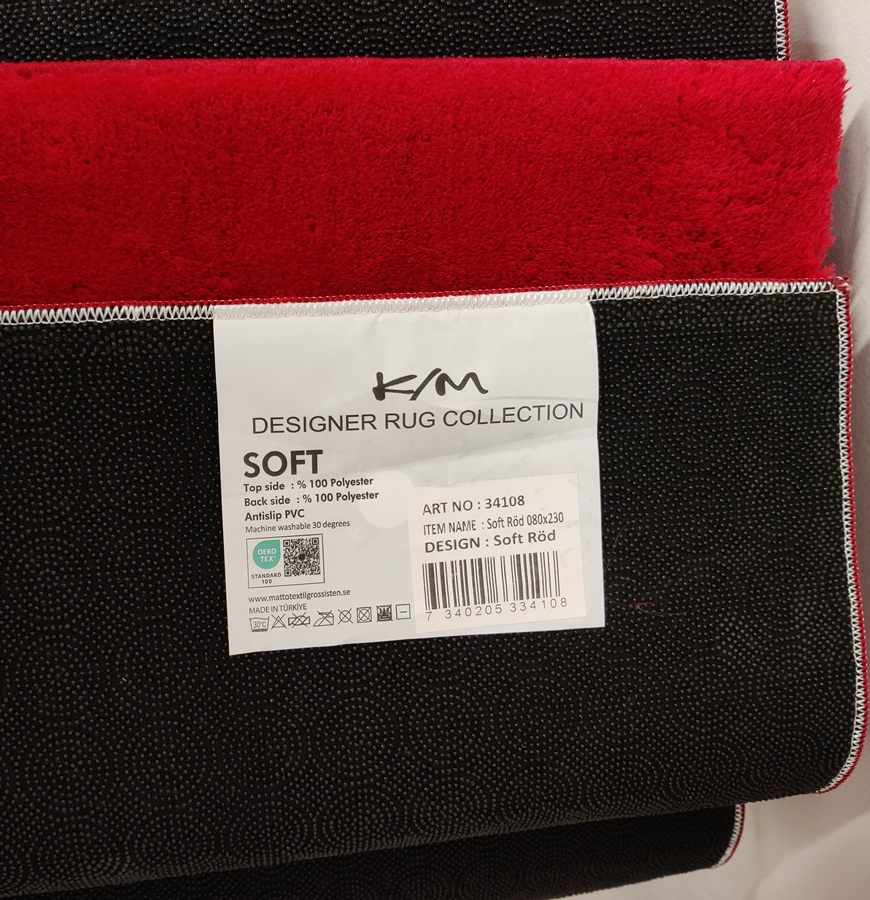 K/M
DESIGNER RUG COLLECTION
SOFT
Top side : % 100 Polyester
Back side : % 100 Polyester
Antislip PVC
Machine washable 30 degrees
OEKO
TEX®
STANDARD
100
www.mattotextilgrossisten.se
MADE IN TÜRKİYE
30°C
ART NO : 34108
ITEM NAME : Soft Röd 080x230
DESIGN : Soft Röd
7 340205 334108